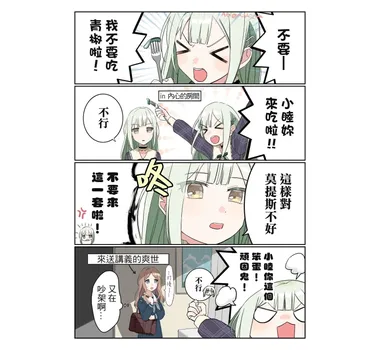 不要—
我不要吃
青椒啦！
in 內心的房間
小睦妳
來吃啦!!
不行
這樣對
莫提斯不好
咚
不要來
這一套啦！
來送講義的爽世
小睦你這個
笨蛋！
頑固鬼！
不行
又在
吵架啊…